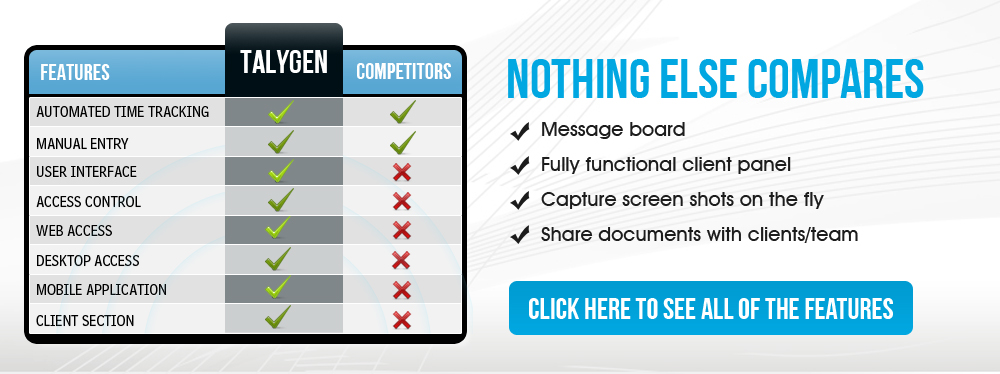 FEATURES TALYGEN COMPETITORS
AUTOMATED TIME TRACKING
MANUAL ENTRY
USER INTERFACE
ACCESS CONTROL
WEB ACCESS
DESKTOP ACCESS
MOBILE APPLICATION
CLIENT SECTION
NOTHING ELSE COMPARES
Message board
Fully functional client panel
Capture screen shots on the fly
Share documents with clients/team
CLICK HERE TO SEE ALL OF THE FEATURES